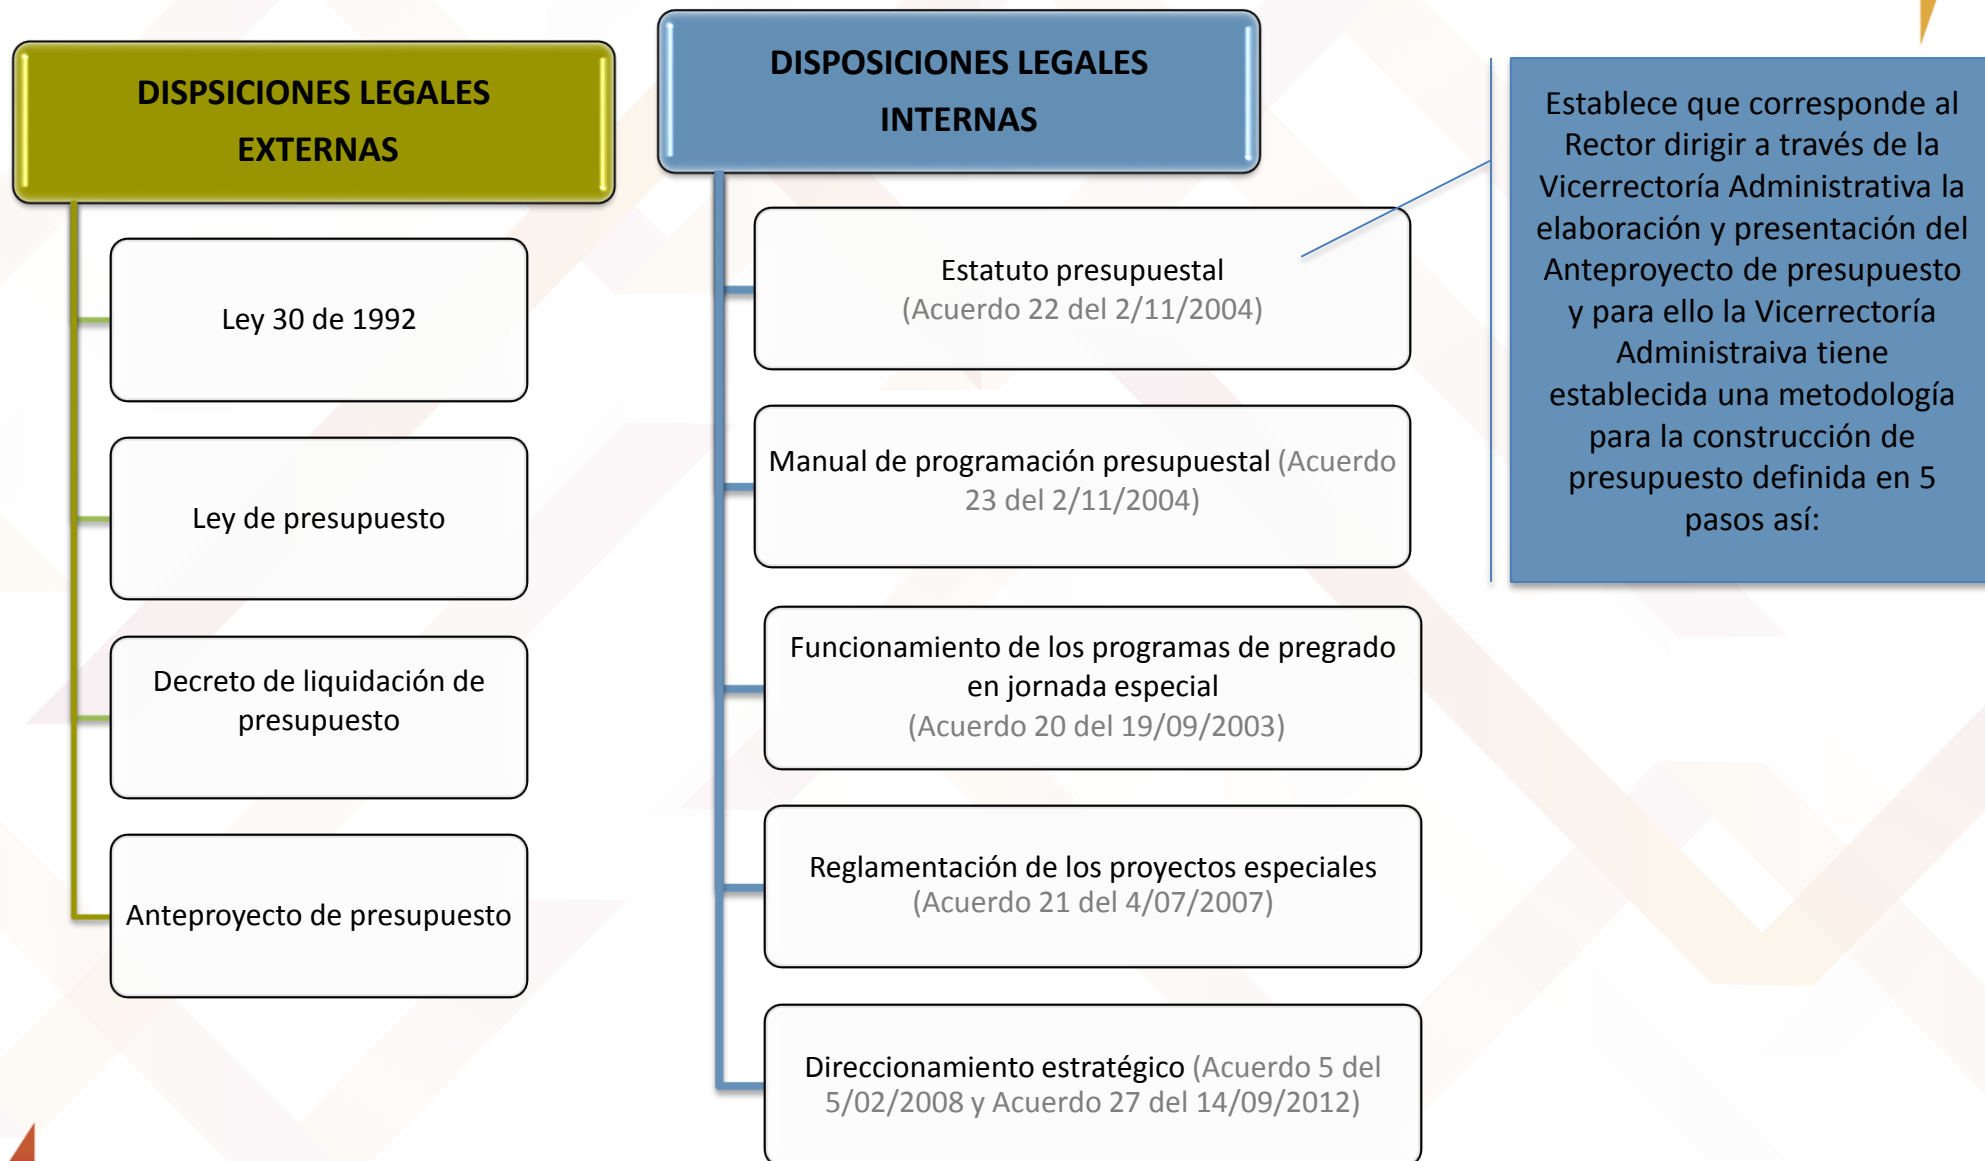 DISPSICIONES LEGALES
EXTERNAS
Ley 30 de 1992
Ley de presupuesto
Decreto de liquidación de
presupuesto
Anteproyecto de presupuesto
DISPOSICIONES LEGALES
INTERNAS
Estatuto presupuestal
(Acuerdo 22 del 2/11/2004)
Manual de programación presupuestal (Acuerdo
23 del 2/11/2004)
Funcionamiento de los programas de pregrado
en jornada especial
(Acuerdo 20 del 19/09/2003)
Reglamentación de los proyectos especiales
(Acuerdo 21 del 4/07/2007)
Direccionamiento estratégico (Acuerdo 5 del
5/02/2008 y Acuerdo 27 del 14/09/2012)
Establece que corresponde al
Rector dirigir a través de la
Vicerrectoría Administrativa la
elaboración y presentación del
Anteproyecto de presupuesto
y para ello la Vicerrectoría
Administraiva tiene
establecida una metodología
para la construcción de
presupuesto definida en 5
pasos así: